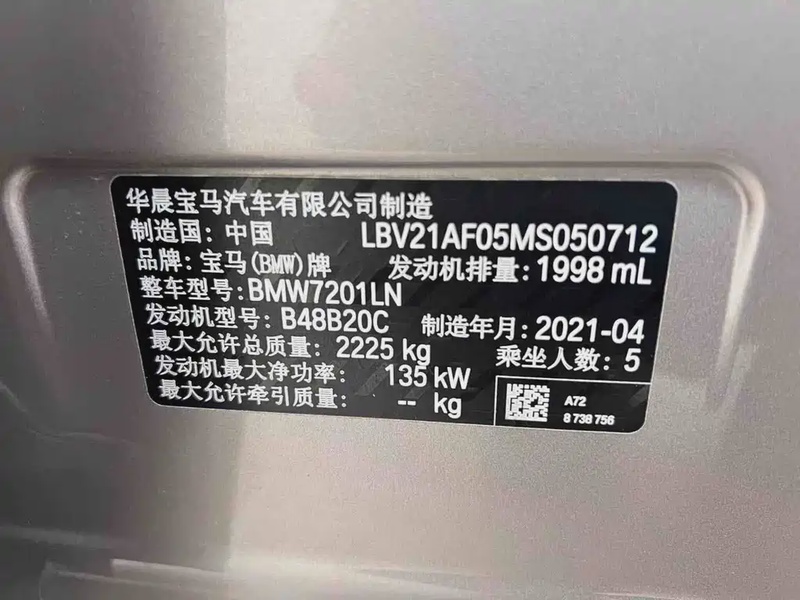 华晨宝马汽车有限公司制造
制造国: 中国 LBV21AF05MS050712
品牌: 宝马(BMW)牌 发动机排量: 1998 mL
整车型号: BMW7201LN
发动机型号: B48B20C 制造年月: 2021-04
最大允许总质量: 2225 kg 乘坐人数: 5
发动机最大净功率: 135 kW
最大允许牵引质量: -- kg
A72
8 738 756